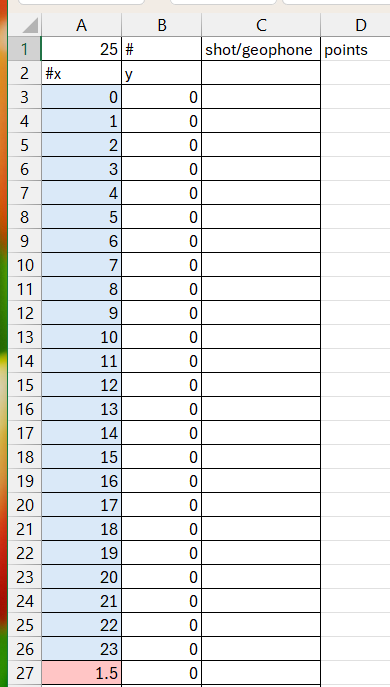 A B C D
1 25 # shot/geophone points
2 #x y
3 0 0
4 1 0
5 2 0
6 3 0
7 4 0
8 5 0
9 6 0
10 7 0
11 8 0
12 9 0
13 10 0
14 11 0
15 12 0
16 13 0
17 14 0
18 15 0
19 16 0
20 17 0
21 18 0
22 19 0
23 20 0
24 21 0
25 22 0
26 23 0
27 1.5 0